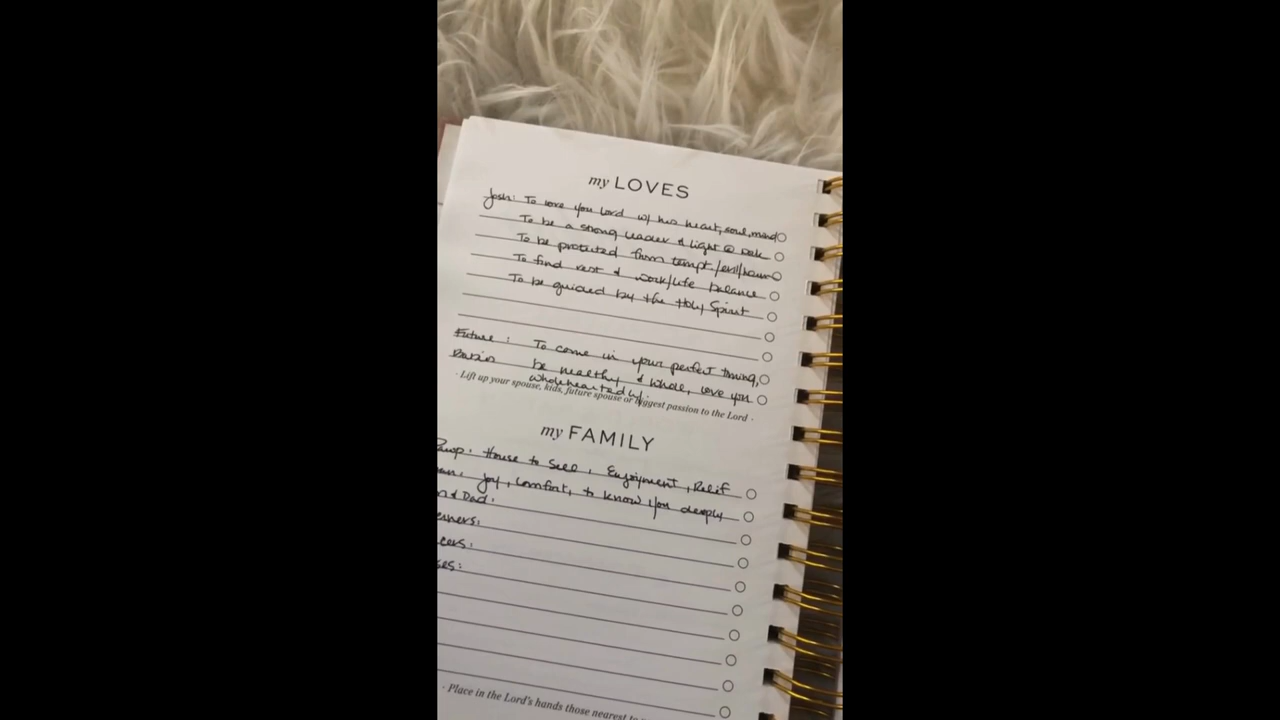 my LOVES
Josh: To love you Lord w/ his heart, soul, mind
To be a strong leader & light @ work
To be protected from tempt/evil/harm
To find rest & work/life balance
To be guided by the Holy Spirit
Future : To come in your perfect timing,
Babies be healthy & whole, love you
wholeheartedly.
· Lift up your spouse, kids, future spouse or biggest passion to the Lord ·
my FAMILY
House to sell, Enjoyment, Relief
Joy, comfort, to know you deeply
& Dad:
· Place in the Lord's hands those nearest to